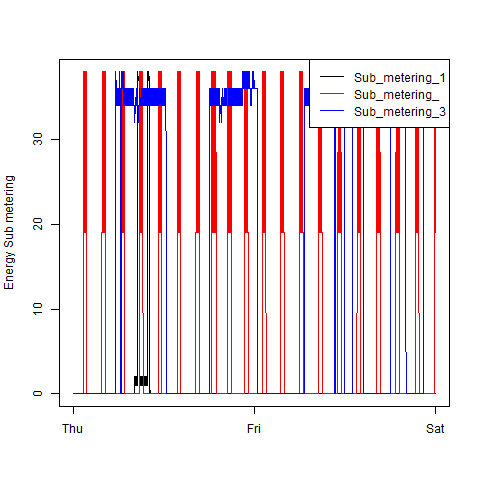 Sub_metering_1
Sub_metering_
Sub_metering_3
Energy Sub metering
30
20
10
0
Thu
Fri
Sat